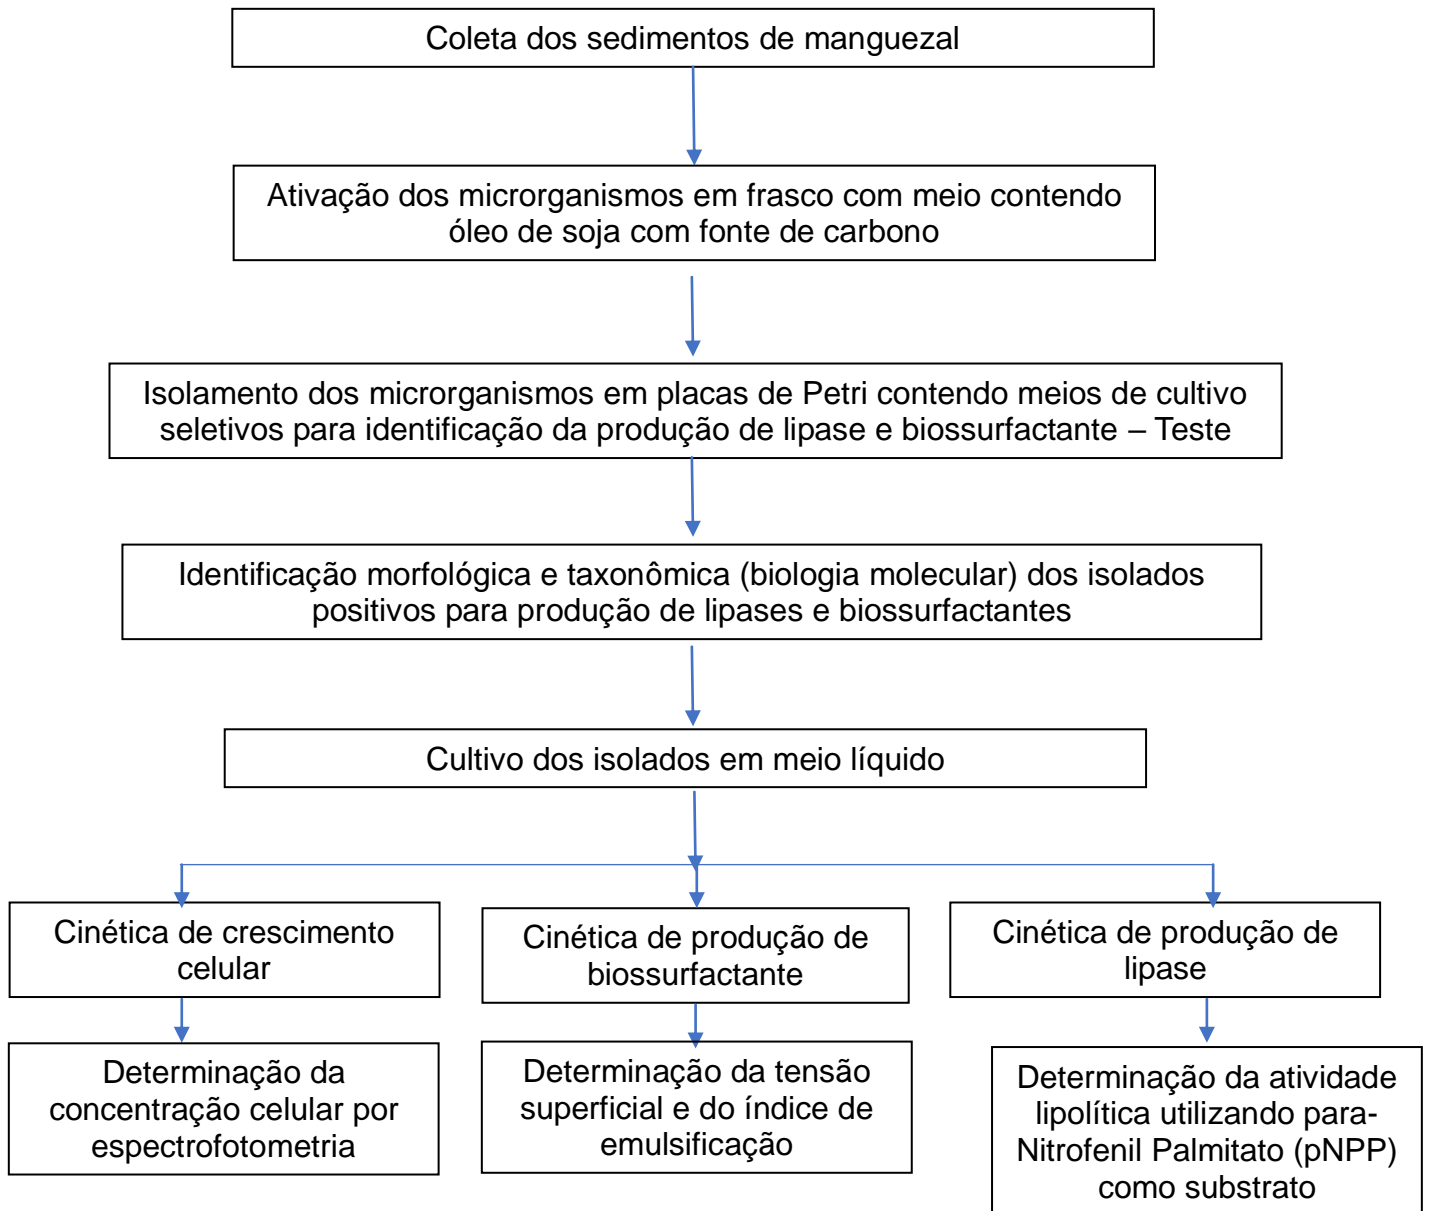 Coleta dos sedimentos de manguezal
Ativação dos microrganismos em frasco com meio contendo
óleo de soja com fonte de carbono
Isolamento dos microrganismos em placas de Petri contendo meios de cultivo
seletivos para identificação da produção de lipase e biossurfactante – Teste
Identificação morfológica e taxonômica (biologia molecular) dos isolados
positivos para produção de lipases e biossurfactantes
Cultivo dos isolados em meio líquido
Cinética de crescimento
celular
Cinética de produção de
biossurfactante
Cinética de produção de
lipase
Determinação da
concentração celular por
espectrofotometria
Determinação da tensão
superficial e do índice de
emulsificação
Determinação da atividade
lipolítica utilizando para-
Nitrofenil Palmitato (pNPP)
como substrato